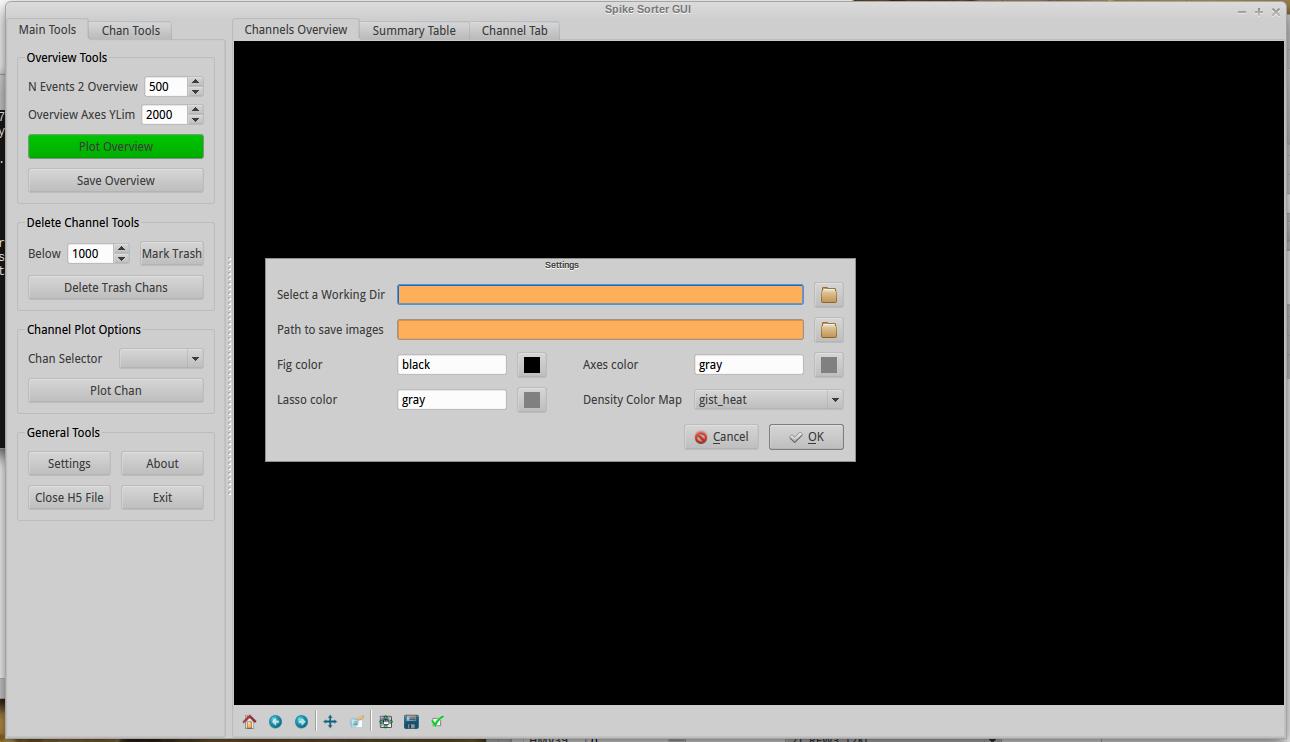 Spike Sorter GUI
Main Tools Chan Tools
Channels Overview Summary Table Channel Tab
Overview Tools
N Events 2 Overview 500
Overview Axes YLim 2000
Plot Overview
Save Overview
Delete Channel Tools
Below 1000 Mark Trash
Delete Trash Chans
Channel Plot Options
Chan Selector
Plot Chan
General Tools
Settings About
Close H5 File Exit
Settings
Select a Working Dir
Path to save images
Fig color black Axes color gray
Lasso color gray Density Color Map gist_heat
Cancel OK